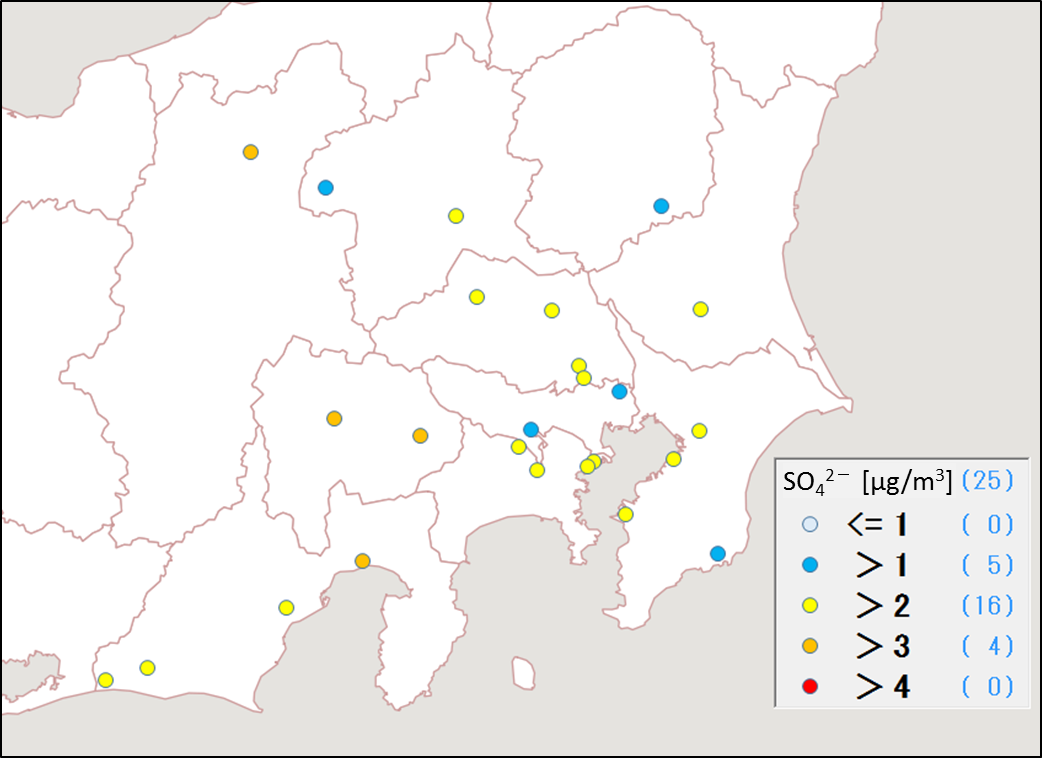 SO₄²⁻ [µg/m³] (25)
<= 1 ( 0)
> 1 ( 5)
> 2 (16)
> 3 ( 4)
> 4 ( 0)